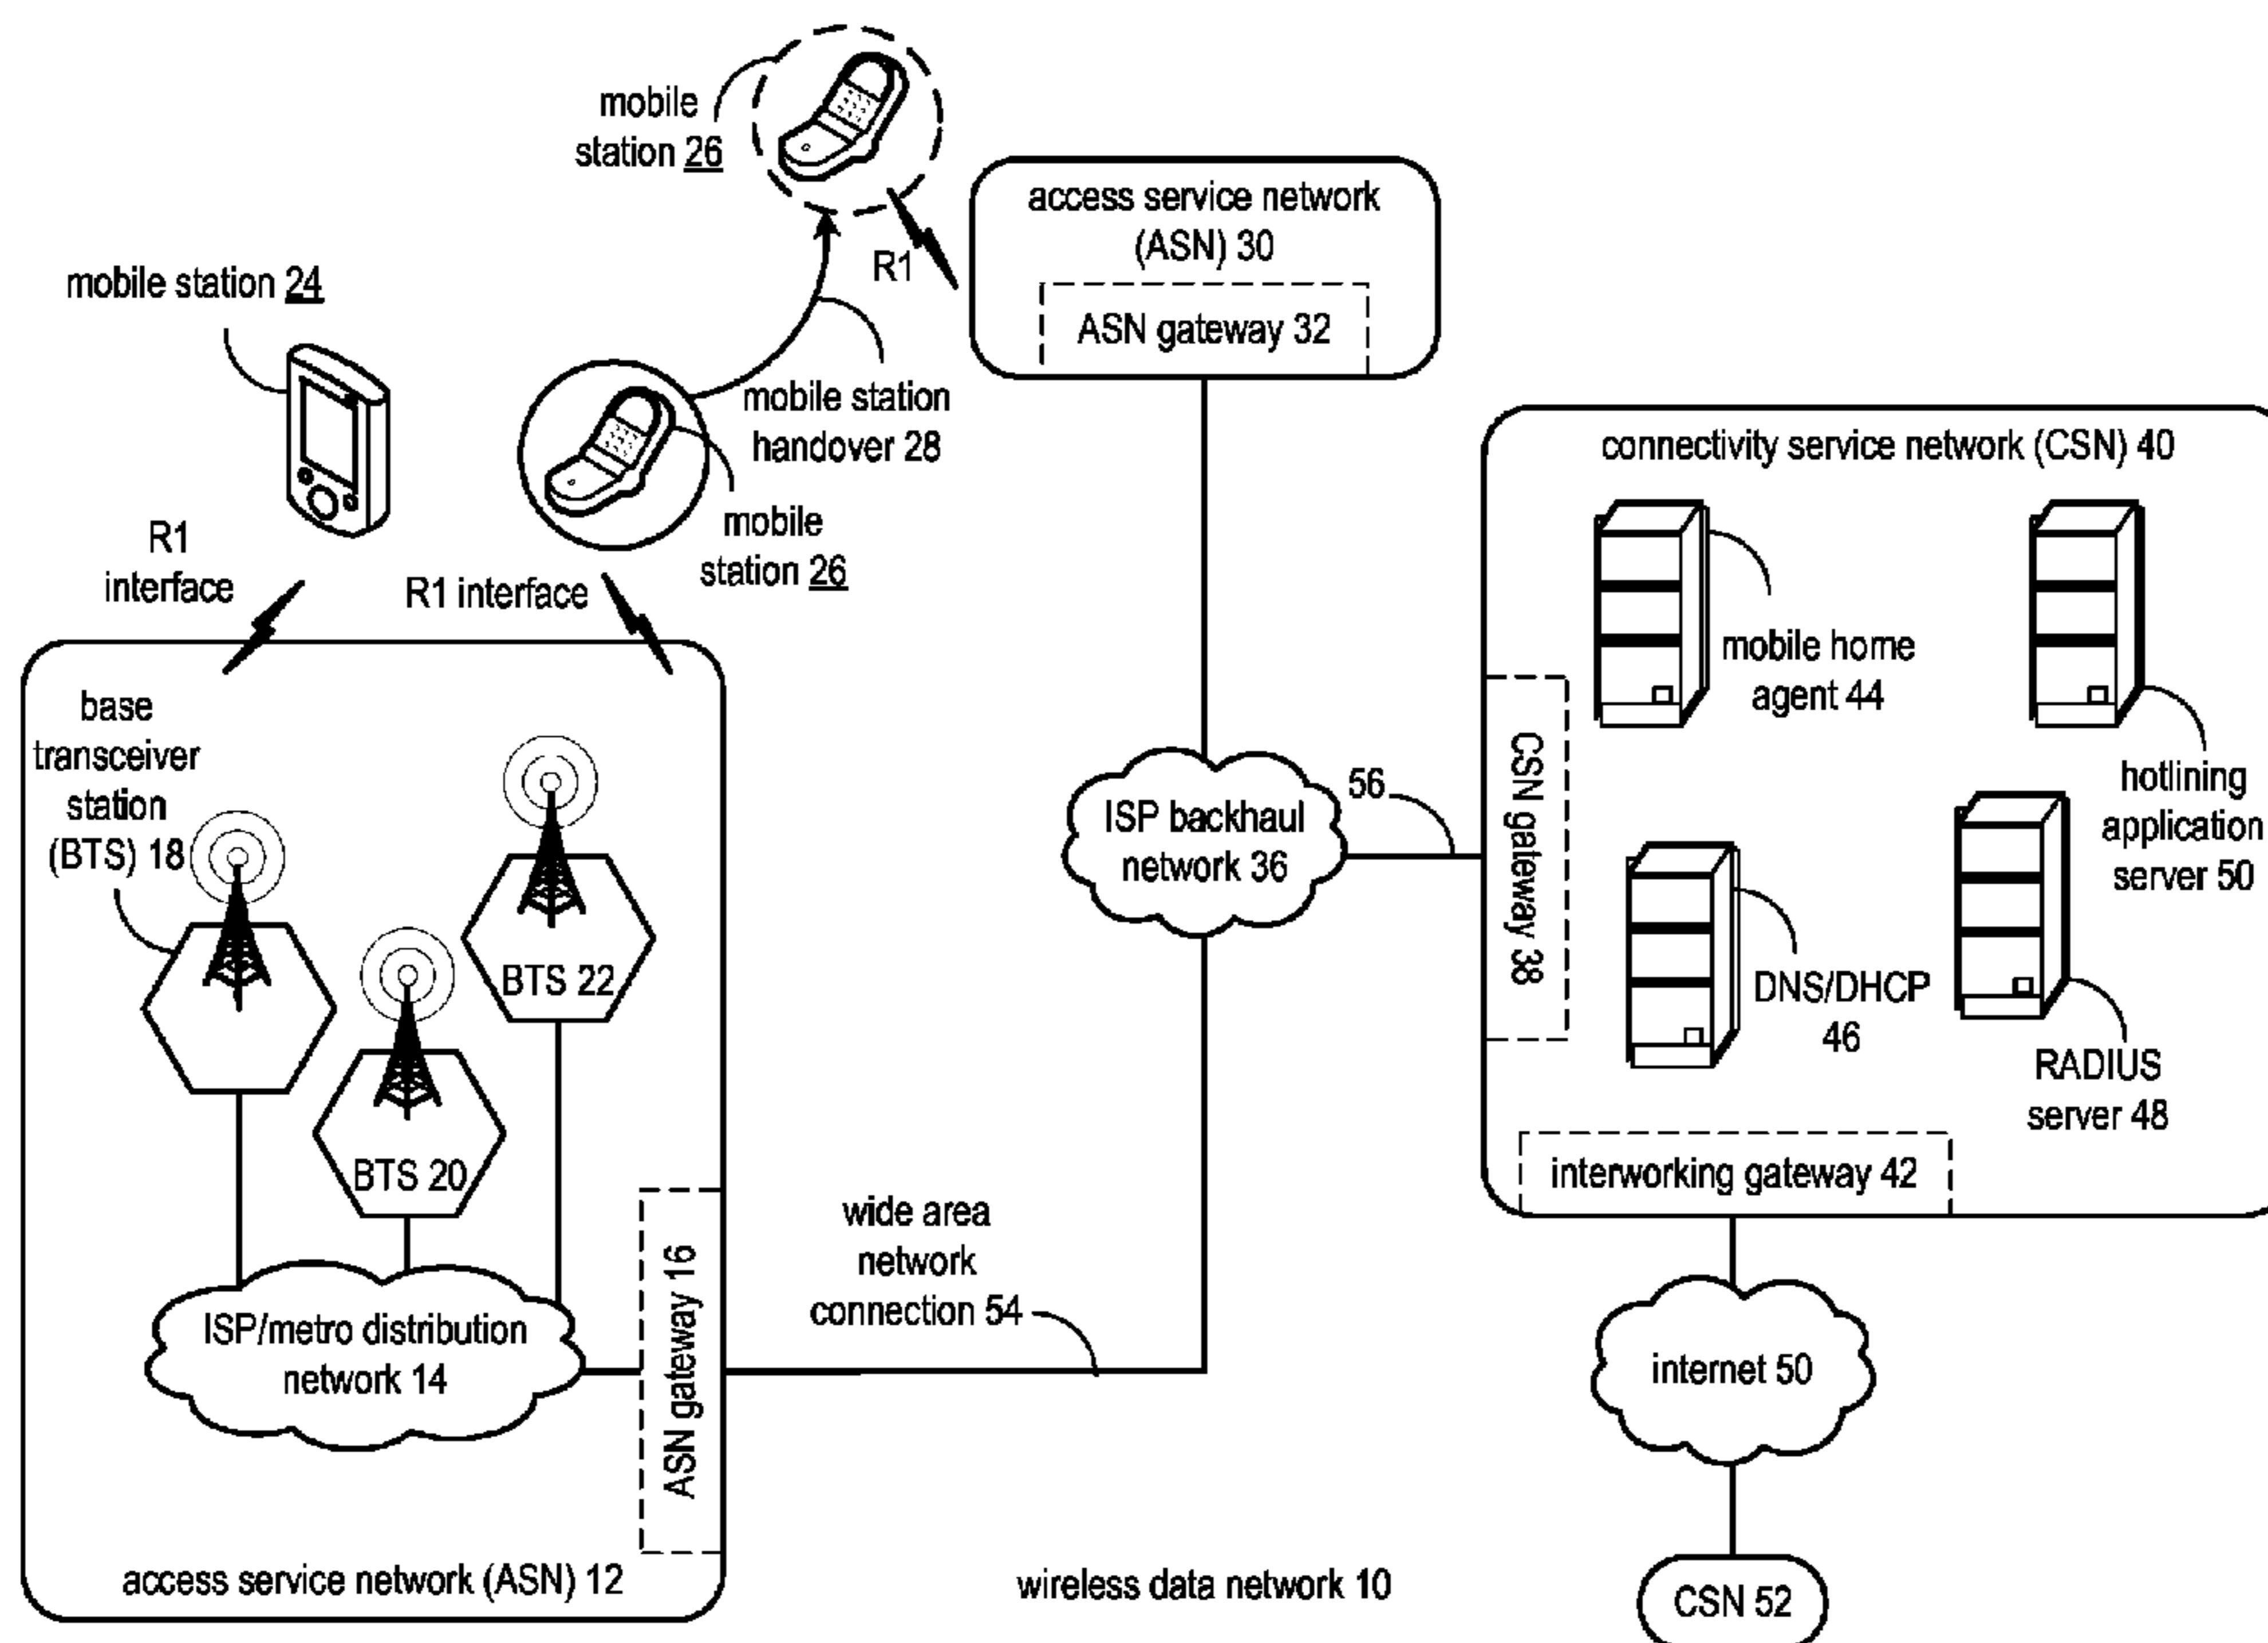 mobile
station 26
access service network
(ASN) 30
R1
ASN gateway 32
mobile station 24
mobile station
handover 28
mobile
station 26
R1
interface
R1 interface
connectivity service network (CSN) 40
mobile home
agent 44
hotlining
application
server 50
CSN gateway 38
DNS/DHCP
46
RADIUS
server 48
interworking gateway 42
base
transceiver
station
(BTS) 18
BTS 22
BTS 20
ISP backhaul
network 36
56
ISP/metro distribution
network 14
ASN gateway 16
wide area
network
connection 54
internet 50
access service network (ASN) 12
wireless data network 10
CSN 52